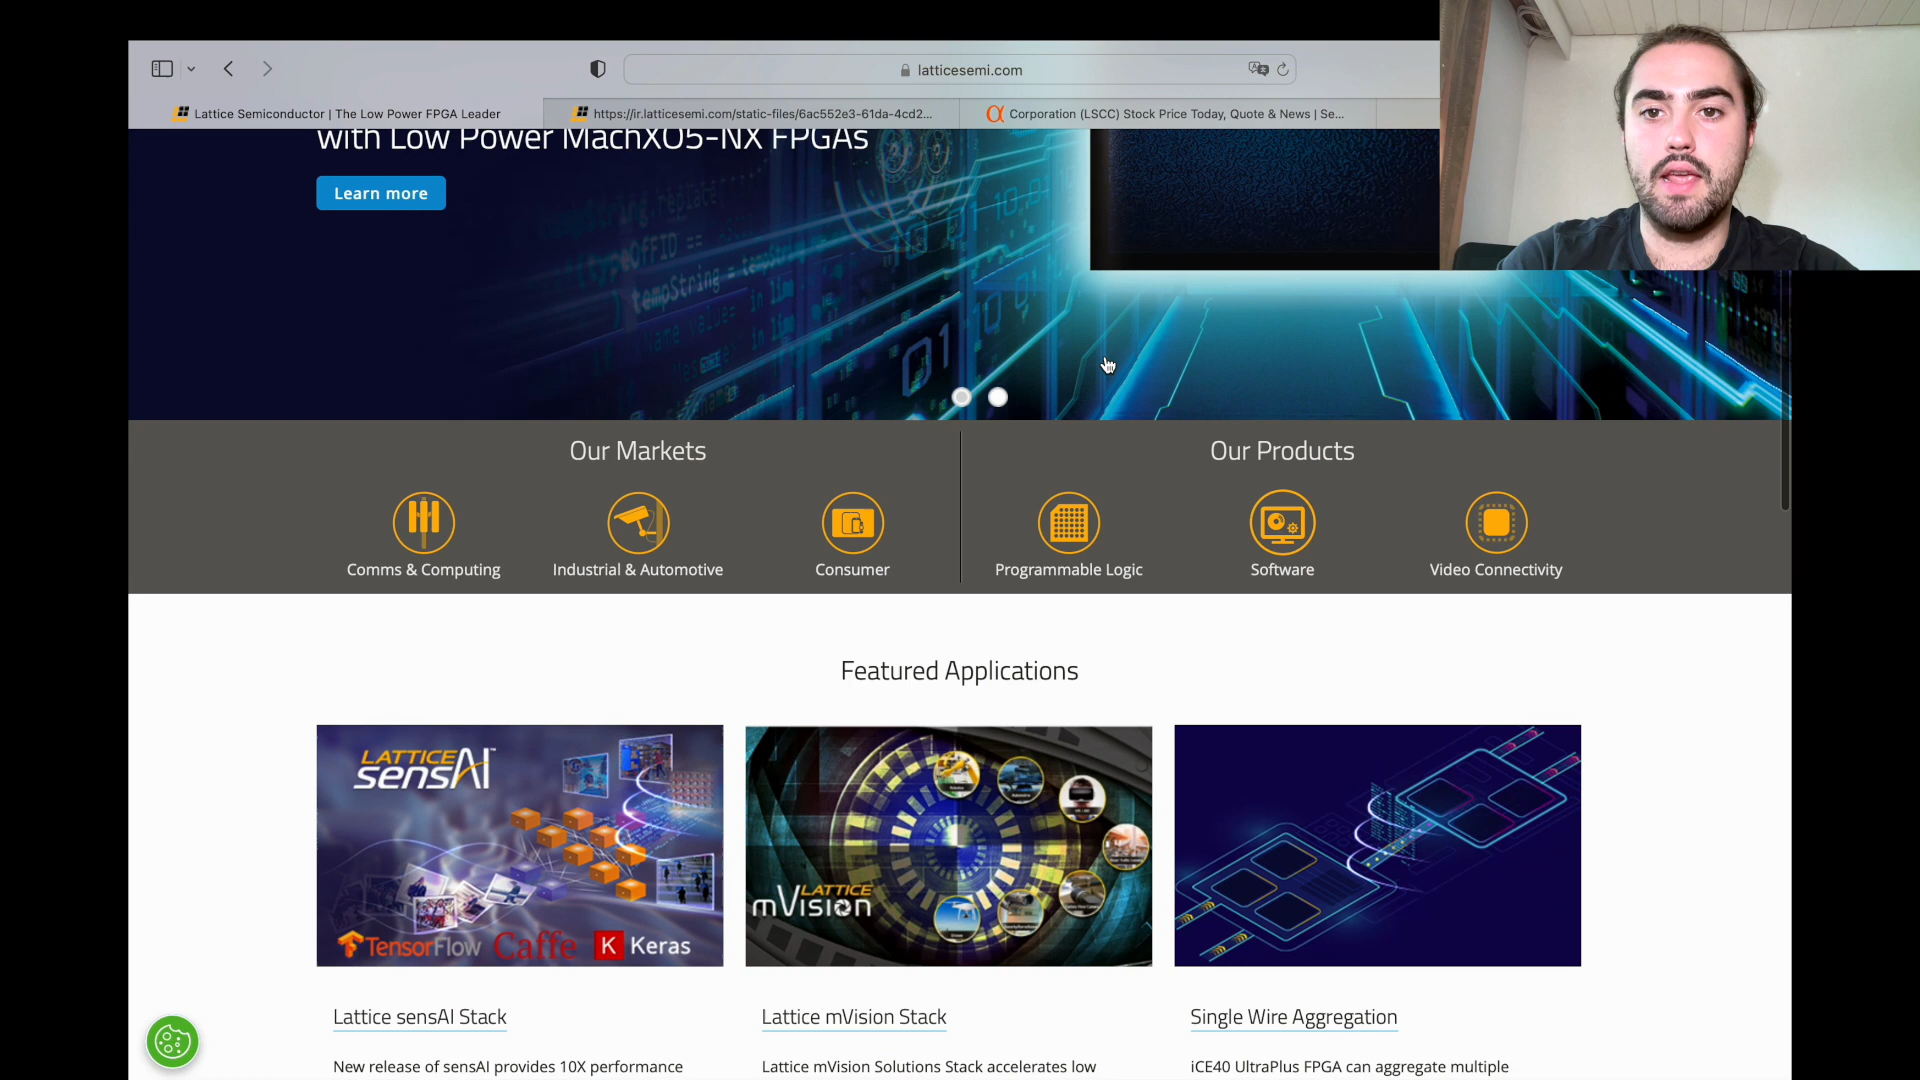 latticesemi.com
Lattice Semiconductor | The Low Power FPGA Leader
https://ir.latticesemi.com/static-files/6ac552e3-61da-4cd2...
Corporation (LSCC) Stock Price Today, Quote & News | Se...
with Low Power MachXO5-NX FPGAs
Learn more
Our Markets
Our Products
Comms & Computing
Industrial & Automotive
Consumer
Programmable Logic
Software
Video Connectivity
Featured Applications
LATTICE
sensAI™
TensorFlow Caffe K Keras
LATTICE
mVision
Lattice sensAI Stack
Lattice mVision Stack
Single Wire Aggregation
New release of sensAI provides 10X performance
Lattice mVision Solutions Stack accelerates low
iCE40 UltraPlus FPGA can aggregate multiple